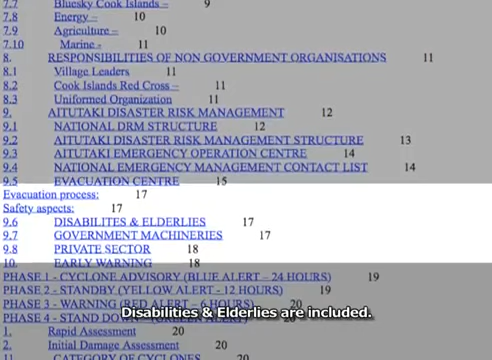 7.7 Bluesky Cook Islands – 9
7.8 Energy – 10
7.9 Agriculture – 10
7.10 Marine - 11
8. RESPONSIBILITIES OF NON GOVERNMENT ORGANISATIONS 11
8.1 Village Leaders 11
8.2 Cook Islands Red Cross – 11
8.3 Uniformed Organization 11
9. AITUTAKI DISASTER RISK MANAGEMENT 12
9.1 NATIONAL DRM STRUCTURE 12
9.2 AITUTAKI DISASTER RISK MANAGEMENT STRUCTURE 13
9.3 AITUTAKI EMERGENCY OPERATION CENTRE 14
9.4 NATIONAL EMERGENCY MANAGEMENT CONTACT LIST 14
9.5 EVACUATION CENTRE 15
Evacuation process: 17
Safety aspects: 17
9.6 DISABILITES & ELDERLIES 17
9.7 GOVERNMENT MACHINERIES 17
9.8 PRIVATE SECTOR 18
10. EARLY WARNING 18
PHASE 1 - CYCLONE ADVISORY (BLUE ALERT – 24 HOURS) 19
PHASE 2 - STANDBY (YELLOW ALERT - 12 HOURS) 19
PHASE 3 - WARNING (RED ALERT – 6 HOURS) 20
Disabilities & Elderlies are included.
PHASE 4 - STAND DOWN
1. Rapid Assessment 20
2. Initial Damage Assessment 20
11. CATEGORY OF CYCLONES 20